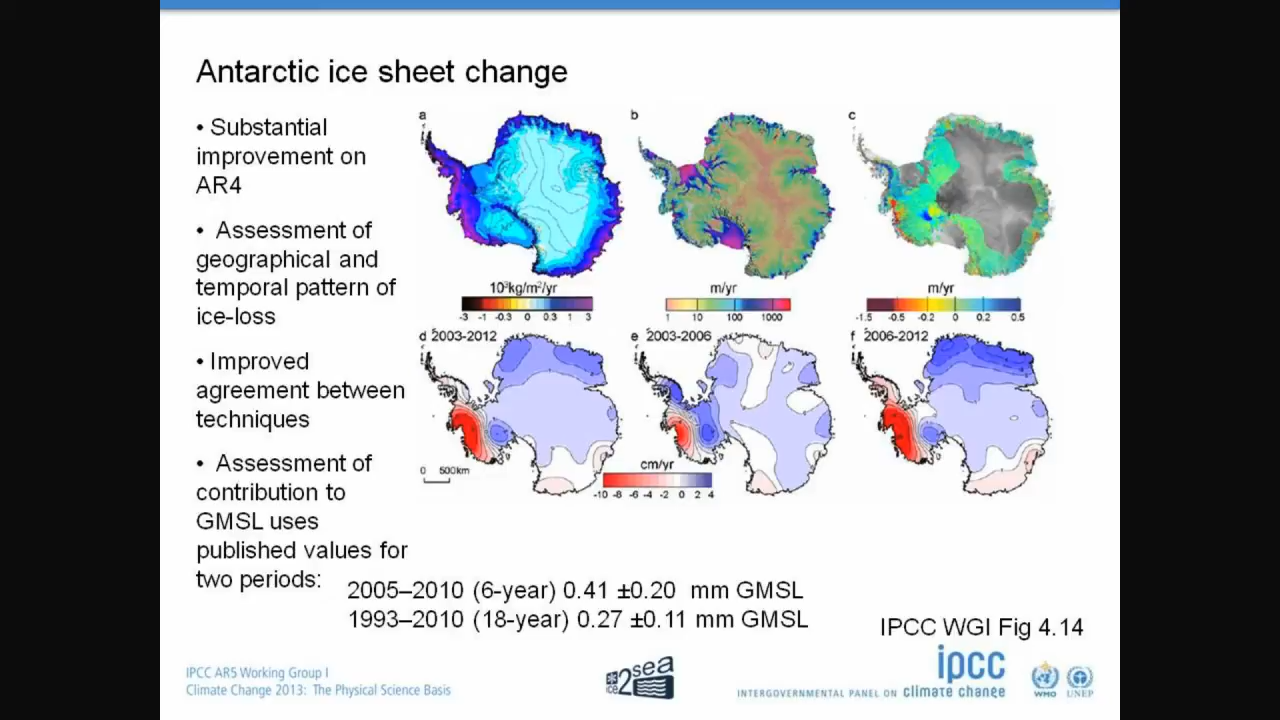 Antarctic ice sheet change
• Substantial
improvement on
AR4
• Assessment of
geographical and
temporal pattern of
ice-loss
• Improved
agreement between
techniques
• Assessment of
contribution to
GMSL uses
published values for
two periods:
2005–2010 (6-year) 0.41 ±0.20 mm GMSL
1993–2010 (18-year) 0.27 ±0.11 mm GMSL
a
b
c
10³kg/m²/yr
-3 -1 -0.3 0 0.3 1 3
m/yr
1 10 100 1000
m/yr
-1.5 -0.5 -0.2 0 0.2 0.5
d 2003-2012
e 2003-2006
f 2006-2012
0 500km
cm/yr
-10 -8 -6 -4 -2 0 2 4
IPCC WGI Fig 4.14
IPCC AR5 Working Group I
Climate Change 2013: The Physical Science Basis
ice2sea
ipcc
INTERGOVERNMENTAL PANEL ON climate change
WMO
UNEP